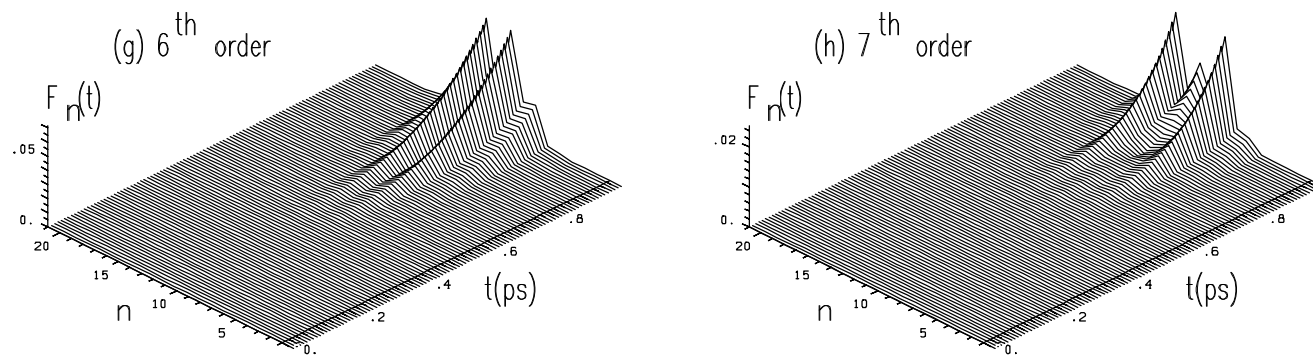 (g) 6th order
F n(t)
.05
0.
20
15
10
5
n
0.
.2
.4
.6
.8
t(ps)
(h) 7th order
F n(t)
.02
0.
20
15
10
5
n
0.
.2
.4
.6
.8
t(ps)